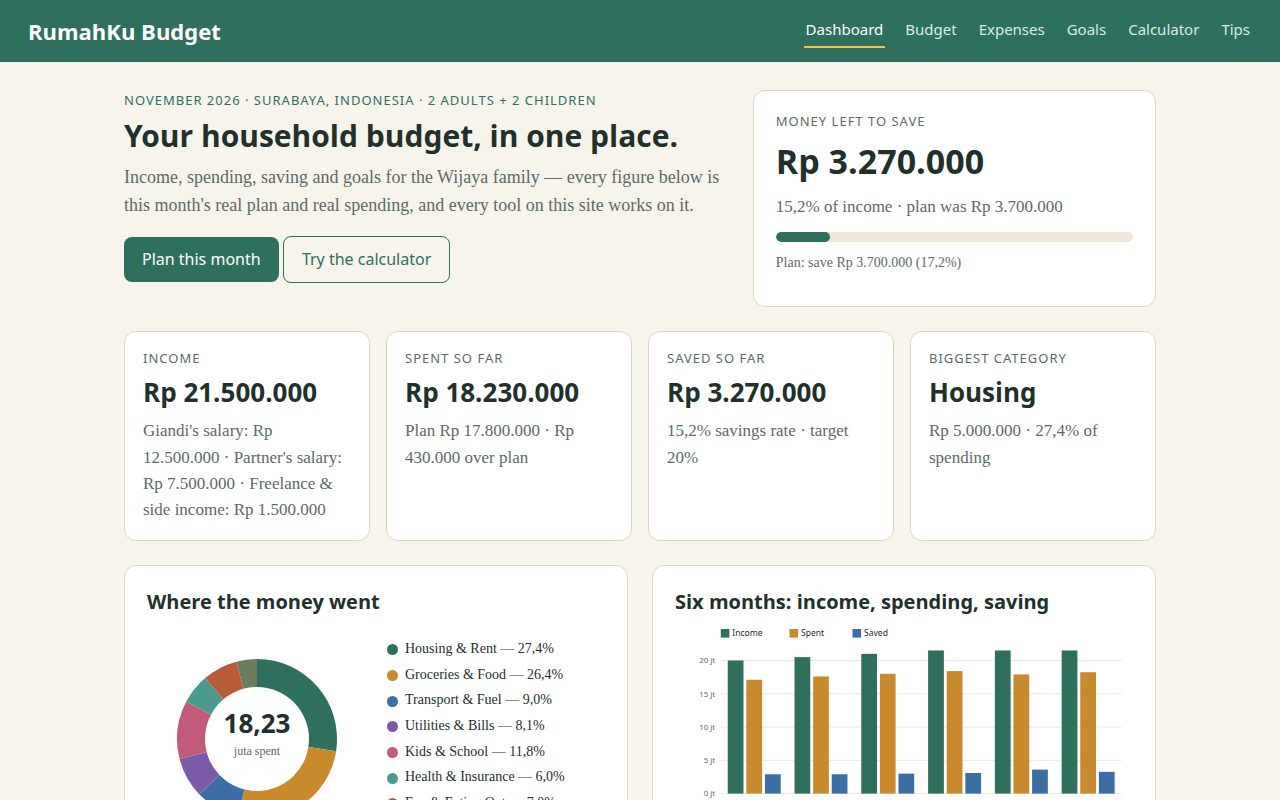 RumahKu Budget
Dashboard Budget Expenses Goals Calculator Tips
NOVEMBER 2026 · SURABAYA, INDONESIA · 2 ADULTS + 2 CHILDREN
Your household budget, in one place.
Income, spending, saving and goals for the Wijaya family — every figure below is
this month's real plan and real spending, and every tool on this site works on it.
Plan this month
Try the calculator
MONEY LEFT TO SAVE
Rp 3.270.000
15,2% of income · plan was Rp 3.700.000
Plan: save Rp 3.700.000 (17,2%)
INCOME
Rp 21.500.000
Giandi's salary: Rp
12.500.000 · Partner's salary:
Rp 7.500.000 · Freelance &
side income: Rp 1.500.000
SPENT SO FAR
Rp 18.230.000
Plan Rp 17.800.000 · Rp
430.000 over plan
SAVED SO FAR
Rp 3.270.000
15,2% savings rate · target
20%
BIGGEST CATEGORY
Housing
Rp 5.000.000 · 27,4% of
spending
Where the money went
18,23
juta spent
Housing & Rent — 27,4%
Groceries & Food — 26,4%
Transport & Fuel — 9,0%
Utilities & Bills — 8,1%
Kids & School — 11,8%
Health & Insurance — 6,0%
Six months: income, spending, saving
Income Spent Saved
20 jt
15 jt
10 jt
5 jt
0 jt